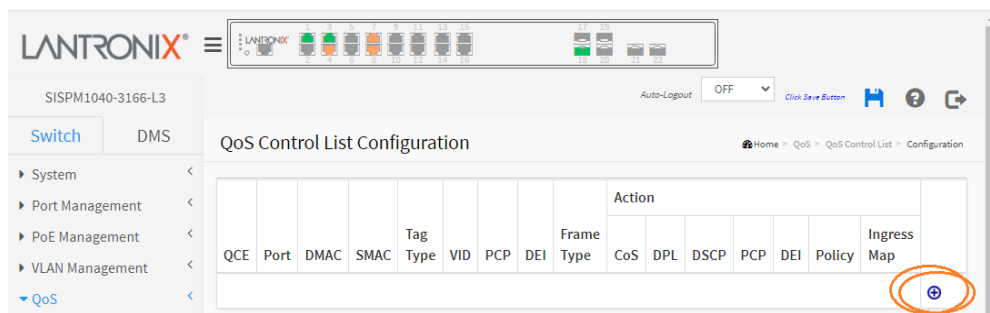 1 3 5 7 9 11 13 15 17 19
LANTRONIX® LANTRONIX
2 4 6 8 10 12 14 16 18 20 21 22
SISPM1040-3166-L3
Auto-Logout OFF Click Save Button
Switch DMS
QoS Control List Configuration
Home > QoS > QoS Control List > Configuration
System
Port Management
PoE Management
VLAN Management
QoS
Action
QCE Port DMAC SMAC Tag Type VID PCP DEI Frame Type CoS DPL DSCP PCP DEI Policy Ingress Map